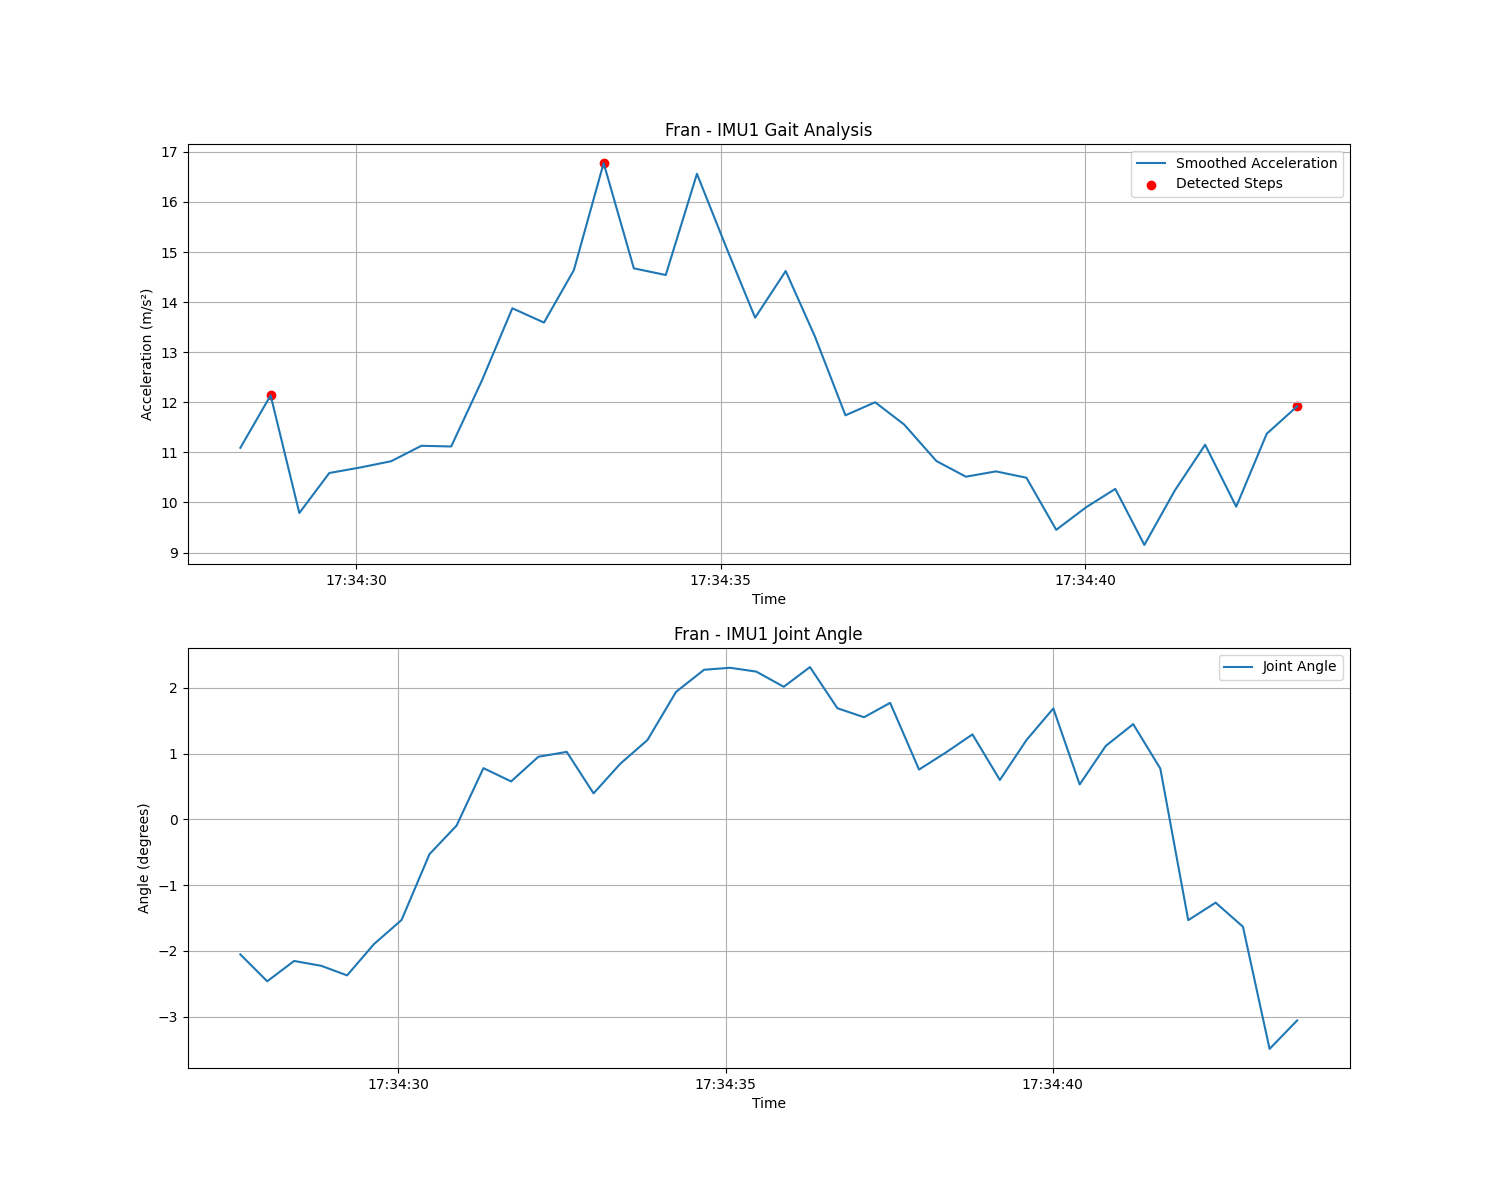 Fran - IMU1 Gait Analysis
Smoothed Acceleration
Detected Steps
Acceleration (m/s²)
17
16
15
14
13
12
11
10
9
17:34:30 17:34:35 17:34:40
Time
Fran - IMU1 Joint Angle
Joint Angle
Angle (degrees)
2
1
0
−1
−2
−3
17:34:30 17:34:35 17:34:40
Time